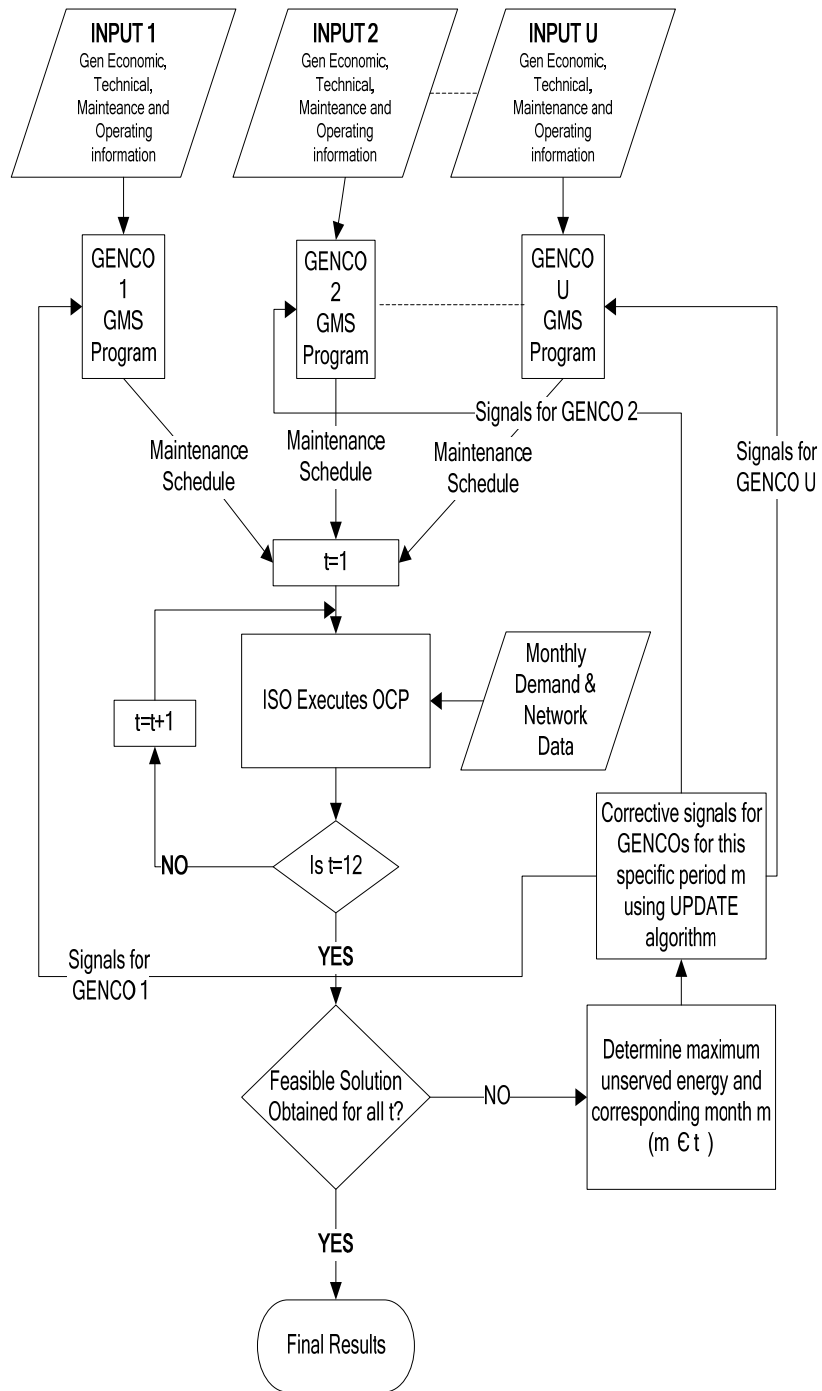 INPUT 1
Gen Economic,
Technical,
Mainteance and
Operating
information
INPUT 2
Gen Economic,
Technical,
Mainteance and
Operating
information
INPUT U
Gen Economic,
Technical,
Maintenance and
Operating
information
GENCO
1
GMS
Program
GENCO
2
GMS
Program
GENCO
U
GMS
Program
Signals for GENCO 2
Maintenance
Schedule
Maintenance
Schedule
Maintenance
Schedule
Signals for
GENCO U
t=1
ISO Executes OCP
Monthly
Demand &
Network
Data
t=t+1
Is t=12
NO
YES
Corrective signals for
GENCOs for this
specific period m
using UPDATE
algorithm
Signals for
GENCO 1
Feasible Solution
Obtained for all t?
NO
Determine maximum
unserved energy and
corresponding month m
(m € t )
YES
Final Results